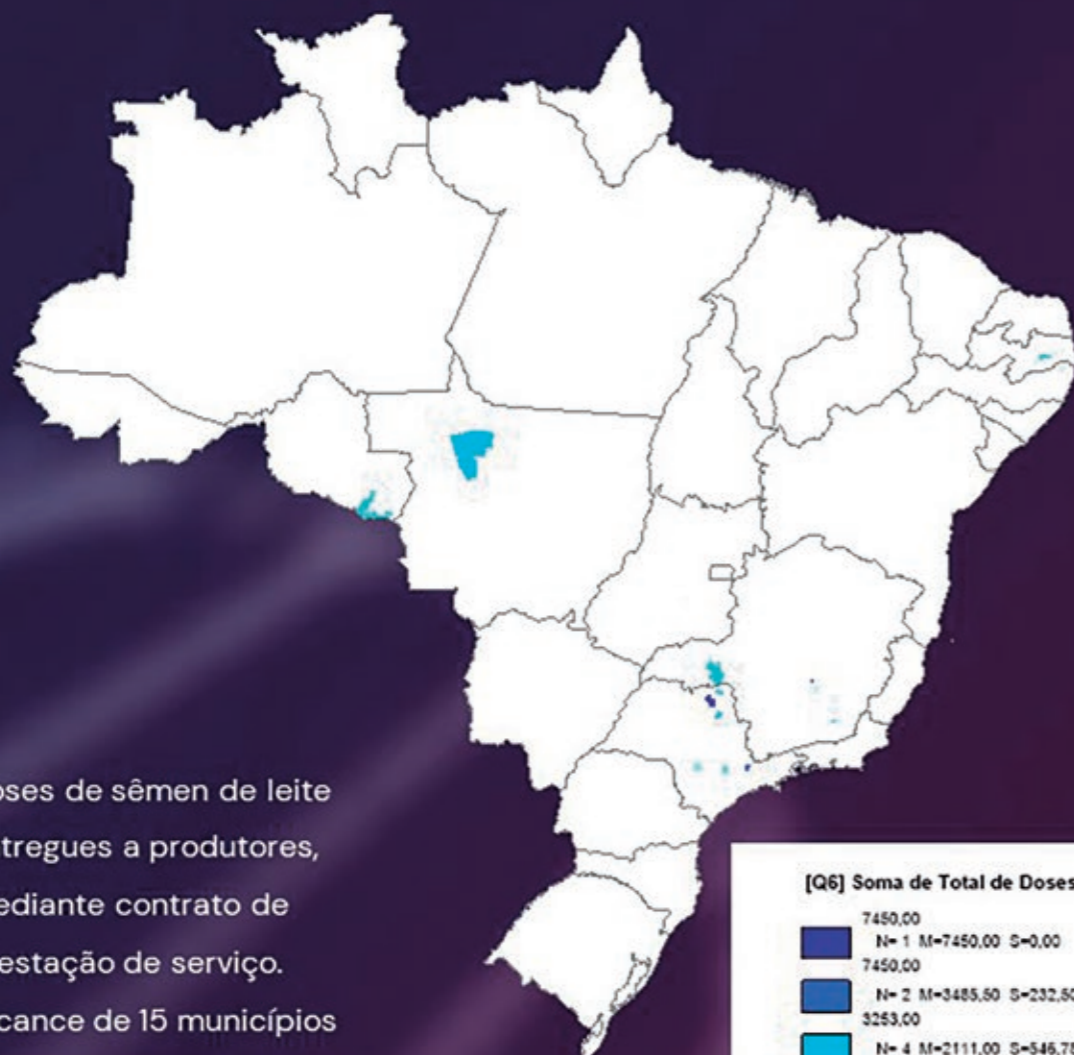 oses de sêmen de leite
tregues a produtores,
ediante contrato de
estação de serviço.
cance de 15 municípios
[Q6] Soma de Total de Doses
7450,00
N= 1 M=7450,00 S=0,00
7450,00
N= 2 M=3485,50 S=232,50
3253,00
N= 4 M=2111,00 S=546,75